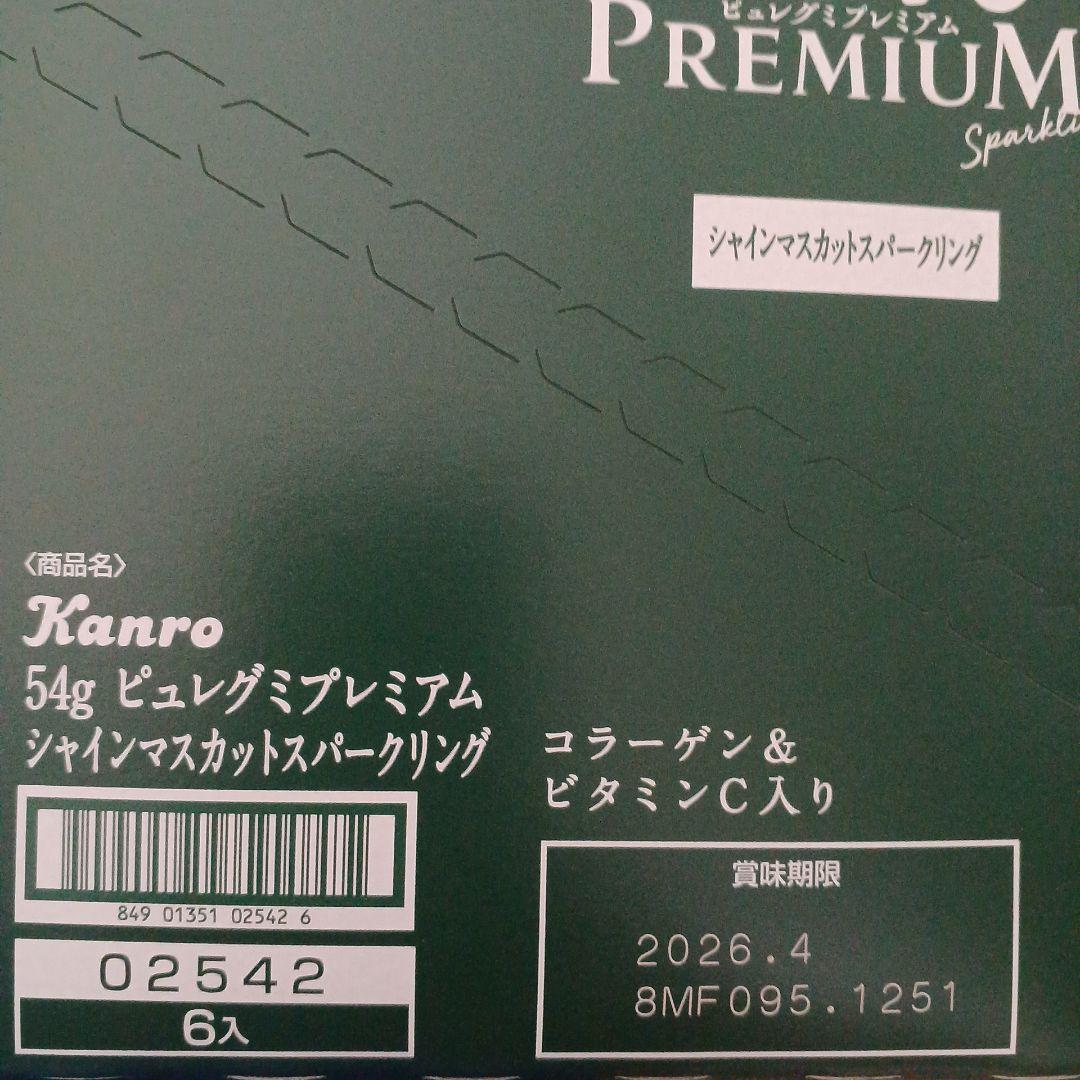 ピュレグミプレミアム
PREMIUM
シャインマスカットスパークリング
〈商品名〉
Kanro
54g ピュレグミプレミアム
シャインマスカットスパークリング
849 01351 02542 6
02542
6入
コラーゲン&
ビタミンC入り
賞味期限
2026.4
8MF095.1251